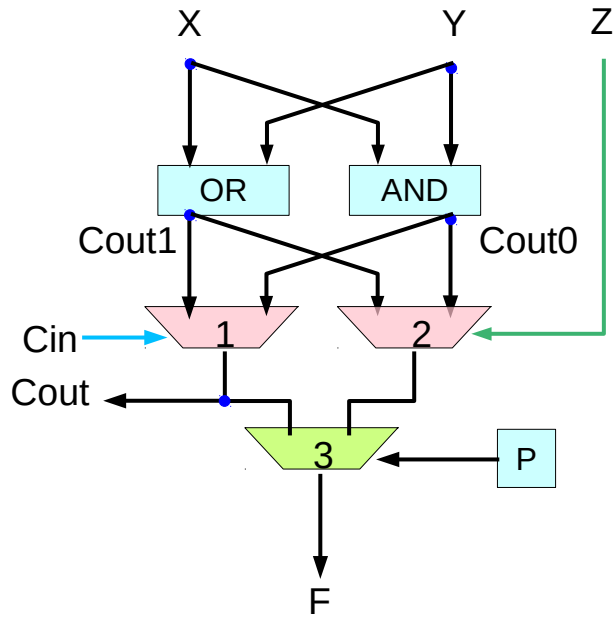 X Y Z
OR AND
Cout1 Cout0
Cin 1 2
Cout
3 P
F